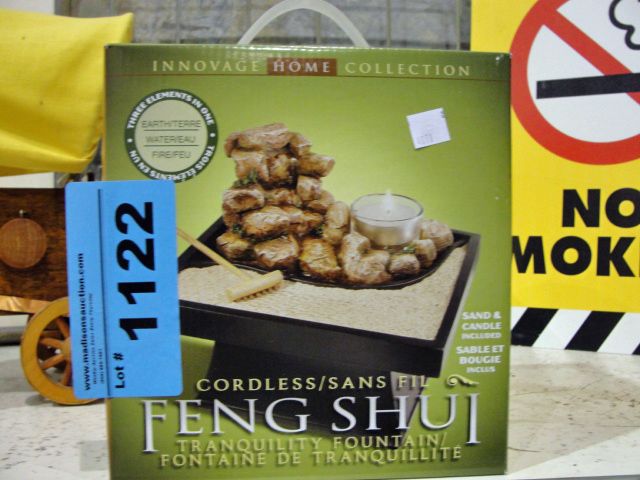 INNOVAGE HOME COLLECTION
THREE ELEMENTS IN ONE
EARTH/TERRE
WATER/EAU
FIRE/FEU
TROIS ÉLÉMENTS EN UN
SAND &
CANDLE
INCLUDED
SABLE ET
BOUGIE
INCLUS
CORDLESS/SANS FIL
FENG SHUI
TRANQUILITY FOUNTAIN/
FONTAINE DE TRANQUILLITÉ
www.madisonsauction.com
Lot # 1122
NO
MOKI